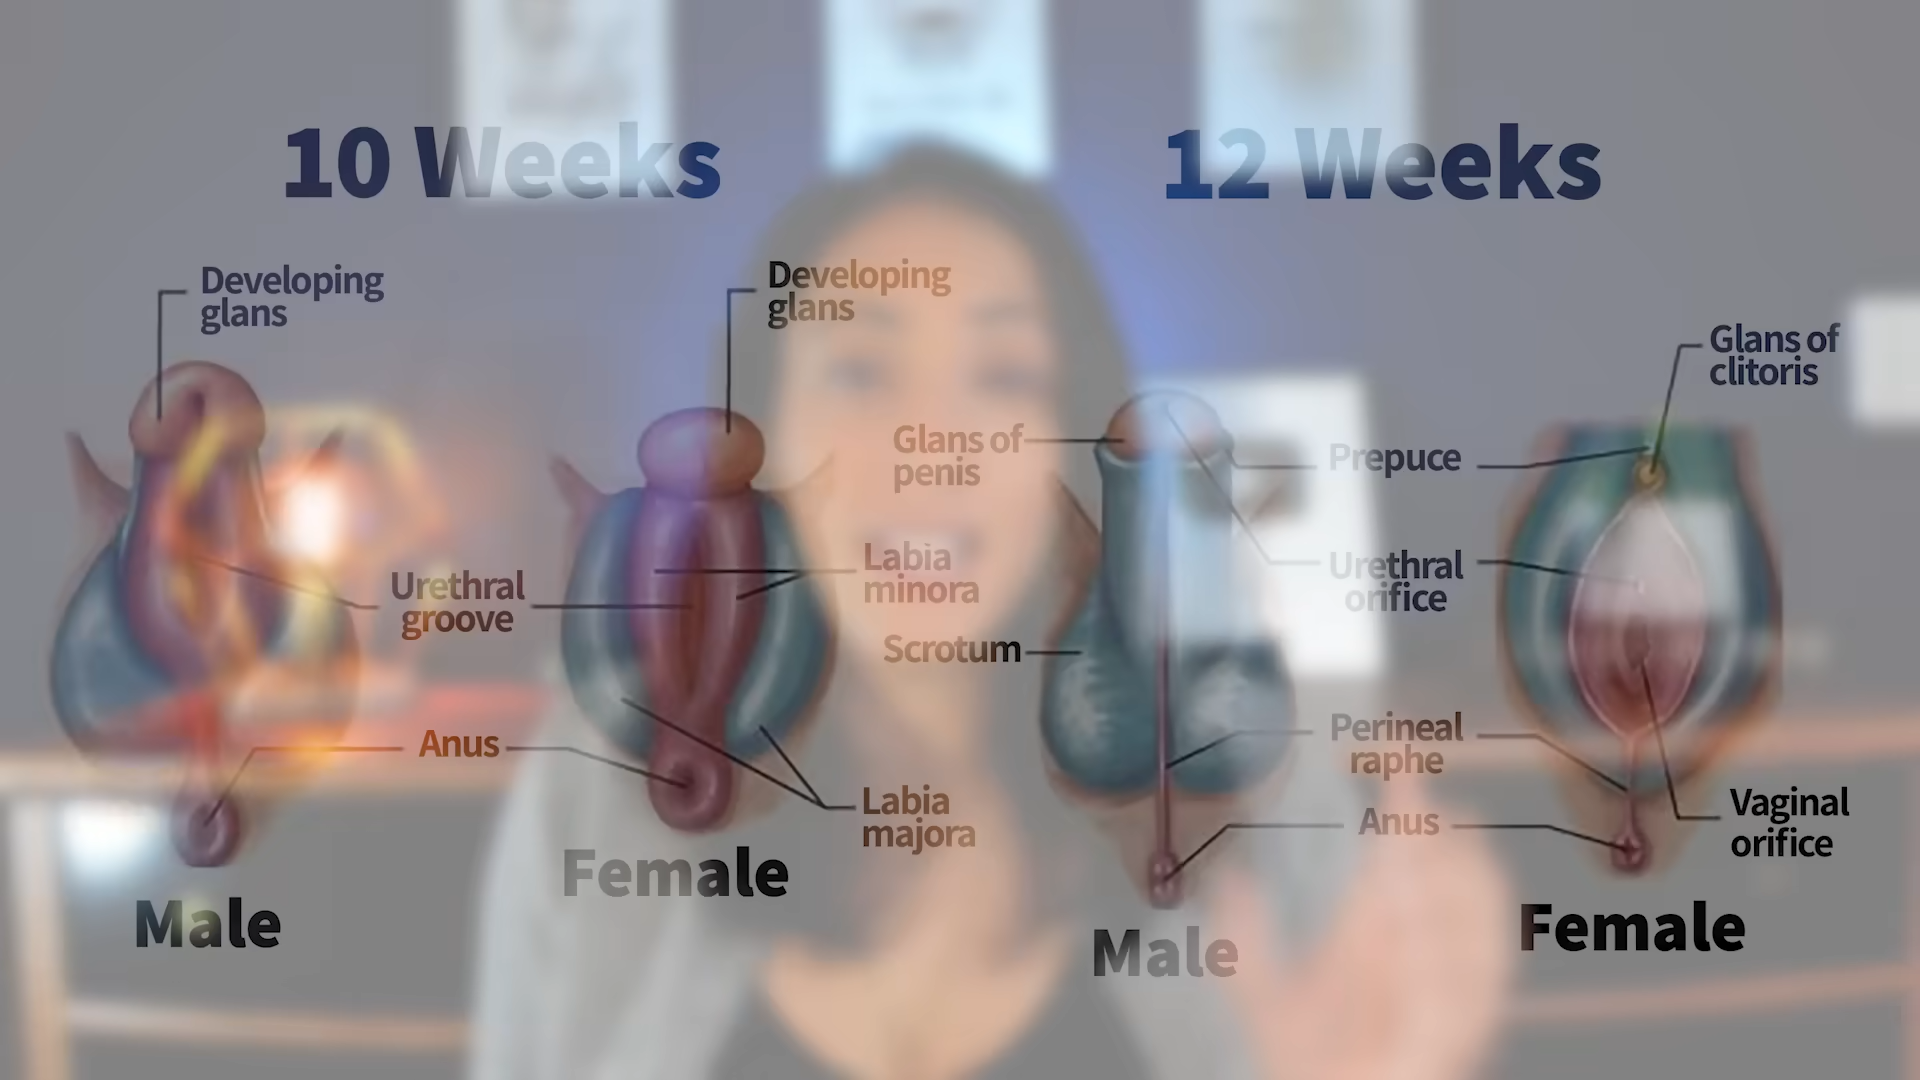 10 Weeks
12 Weeks
Developing
glans
Developing
glans
Glans of
clitoris
Glans of
penis
Prepuce
Labia
minora
Urethral
orifice
Urethral
groove
Scrotum
Anus
Perineal
raphe
Labia
majora
Anus
Vaginal
orifice
Male
Female
Male
Female